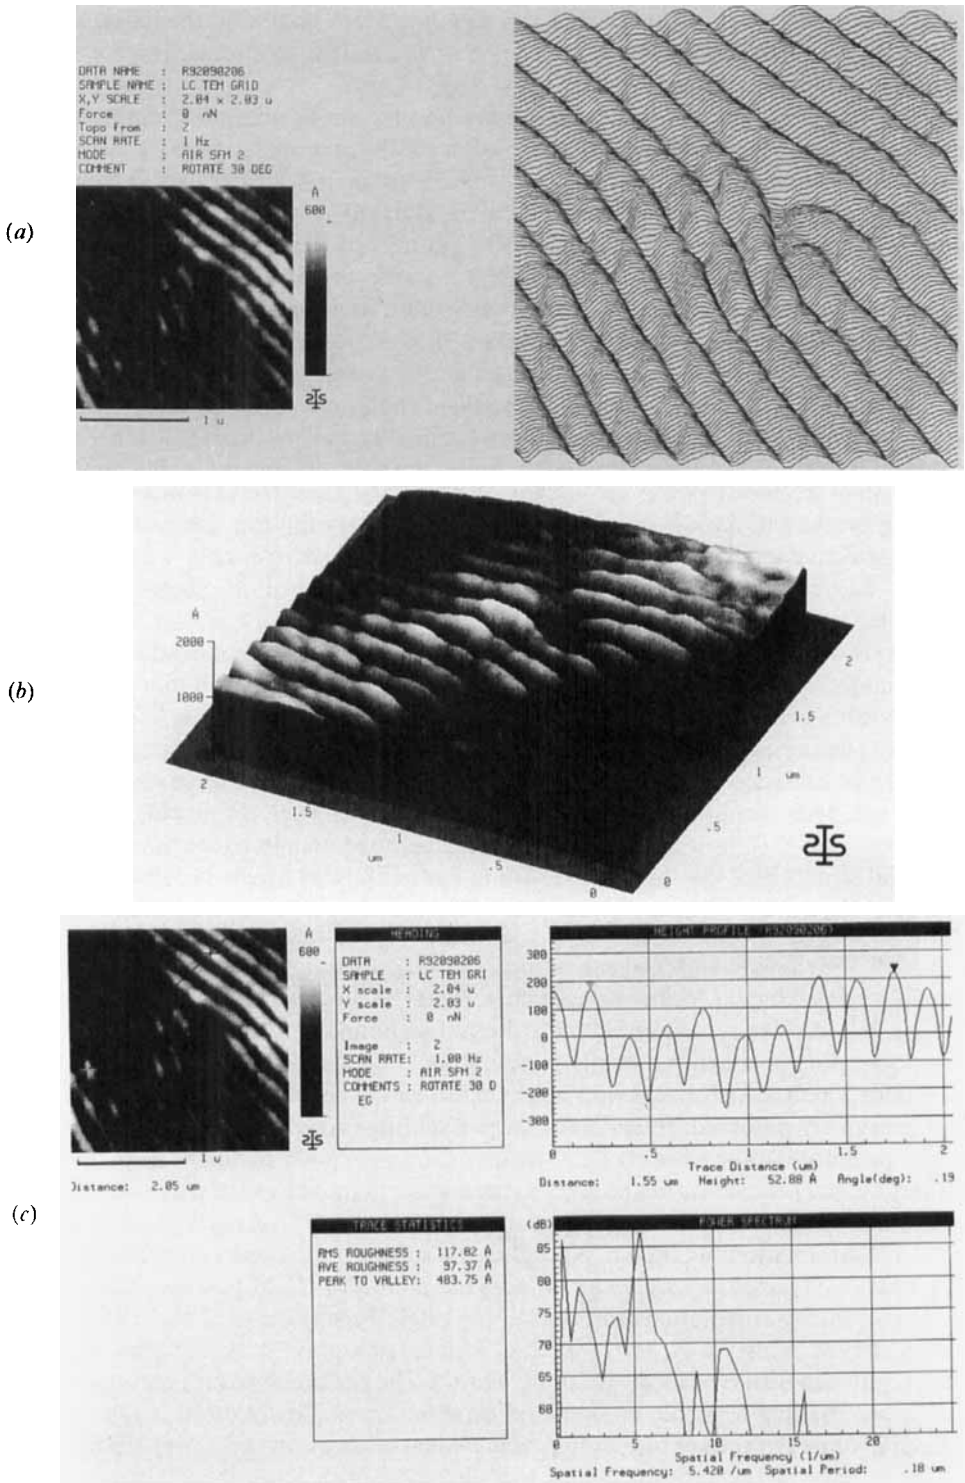 DATA NAME : R92090206
SAMPLE NAME : LC TEM GRID
X,Y SCALE : 2.04 x 2.03 u
Force : 0 nN
Topo from : 2
SCAN RATE : 1 Hz
MODE : AIR SFM 2
COMMENT : ROTATE 30 DEG
A
600
(a)
1 u
A
2000
1000
(b)
2
1.5
1
um
.5
0
2
1.5
1
um
.5
0
A
600
HEADING
DATA : R92090206
SAMPLE : LC TEM GRI
X scale : 2.04 u
Y scale : 2.03 u
Force : 0 nN
Image : 2
SCAN RATE: 1.00 Hz
MODE : AIR SFM 2
COMMENTS : ROTATE 30 D
EG
1 u
Distance: 2.05 um
HEIGHT PROFILE (R92090206)
300
200
100
0
-100
-200
-300
0 .5 1 1.5 2
Trace Distance (um)
Distance: 1.55 um Height: 52.88 A Angle(deg): .19
(c)
TRACE STATISTICS
RMS ROUGHNESS : 117.82 A
AVE ROUGHNESS : 97.37 A
PEAK TO VALLEY: 483.75 A
POWER SPECTRUM
(dB)
85
80
75
70
65
60
0 5 10 15 20
Spatial Frequency (1/um)
Spatial Frequency: 5.420 /um Spatial Period: .18 um